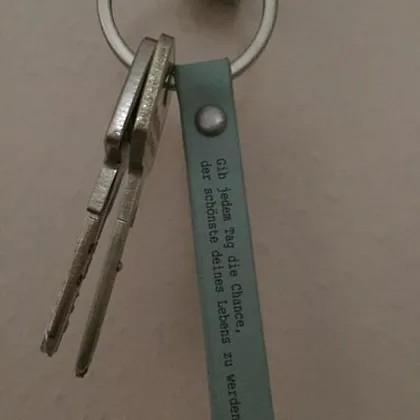 Gib jedem Tag die Chance,
der schönste deines Lebens zu werden